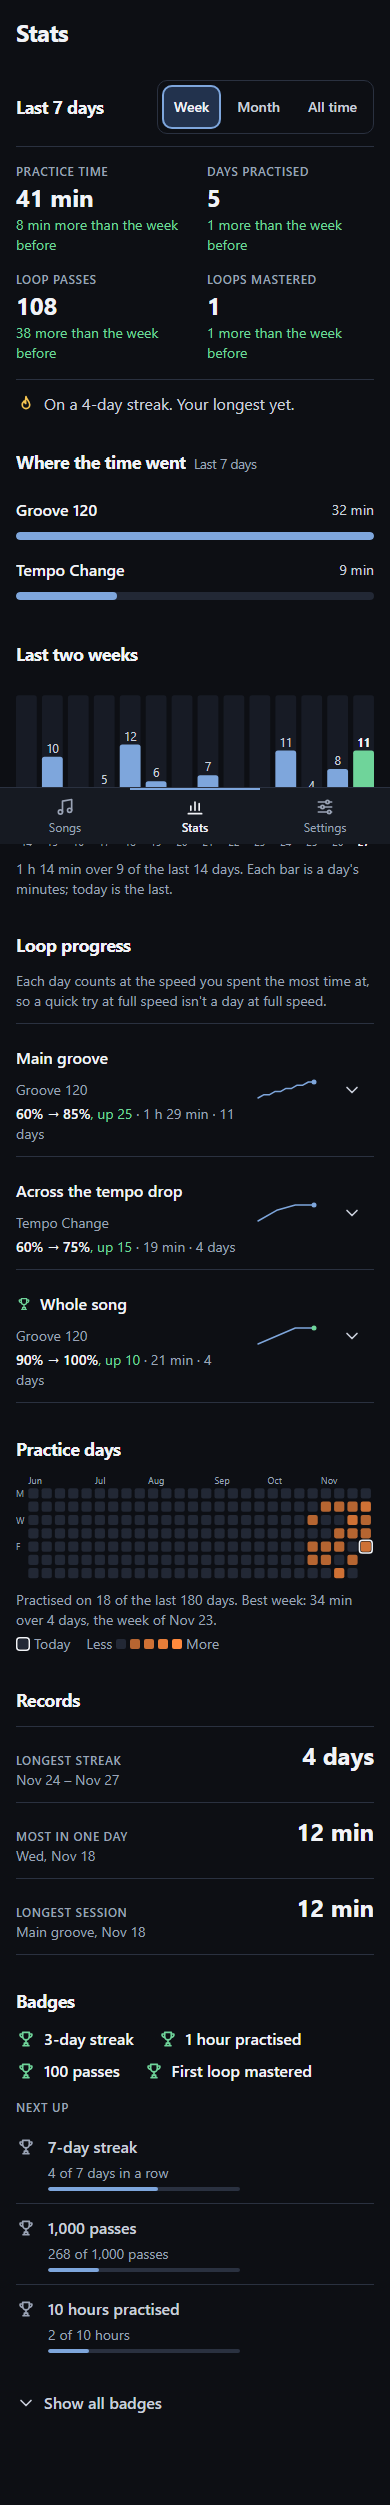 Stats
Last 7 days
Week Month All time
PRACTICE TIME
41 min
8 min more than the week
before
DAYS PRACTISED
5
1 more than the week
before
LOOP PASSES
108
38 more than the week
before
LOOPS MASTERED
1
1 more than the week
before
On a 4-day streak. Your longest yet.
Where the time went Last 7 days
Groove 120 32 min
Tempo Change 9 min
Last two weeks
10 5 12 6 7 11 4 8 11
Songs Stats Settings
1 h 14 min over 9 of the last 14 days. Each bar is a day's
minutes; today is the last.
Loop progress
Each day counts at the speed you spent the most time at,
so a quick try at full speed isn't a day at full speed.
Main groove
Groove 120
60% → 85%, up 25 · 1 h 29 min · 11
days
Across the tempo drop
Tempo Change
60% → 75%, up 15 · 19 min · 4 days
Whole song
Groove 120
90% → 100%, up 10 · 21 min · 4
days
Practice days
Jun Jul Aug Sep Oct Nov
M
W
F
Practised on 18 of the last 180 days. Best week: 34 min
over 4 days, the week of Nov 23.
Today Less More
Records
LONGEST STREAK
4 days
Nov 24 – Nov 27
MOST IN ONE DAY
12 min
Wed, Nov 18
LONGEST SESSION
12 min
Main groove, Nov 18
Badges
3-day streak 1 hour practised
100 passes First loop mastered
NEXT UP
7-day streak
4 of 7 days in a row
1,000 passes
268 of 1,000 passes
10 hours practised
2 of 10 hours
Show all badges